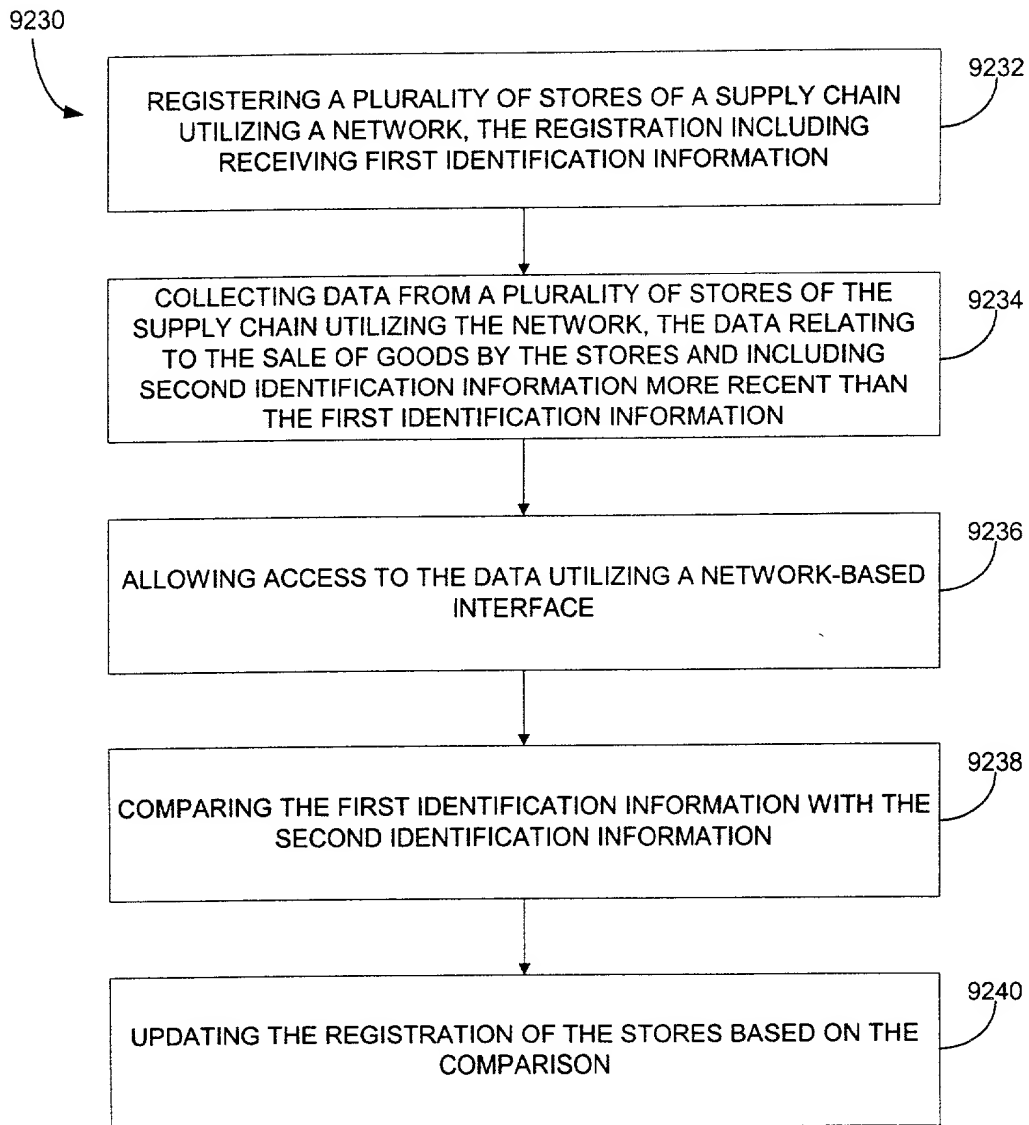 9230
9232
REGISTERING A PLURALITY OF STORES OF A SUPPLY CHAIN
UTILIZING A NETWORK, THE REGISTRATION INCLUDING
RECEIVING FIRST IDENTIFICATION INFORMATION
9234
COLLECTING DATA FROM A PLURALITY OF STORES OF THE
SUPPLY CHAIN UTILIZING THE NETWORK, THE DATA RELATING
TO THE SALE OF GOODS BY THE STORES AND INCLUDING
SECOND IDENTIFICATION INFORMATION MORE RECENT THAN
THE FIRST IDENTIFICATION INFORMATION
9236
ALLOWING ACCESS TO THE DATA UTILIZING A NETWORK-BASED
INTERFACE
9238
COMPARING THE FIRST IDENTIFICATION INFORMATION WITH THE
SECOND IDENTIFICATION INFORMATION
9240
UPDATING THE REGISTRATION OF THE STORES BASED ON THE
COMPARISON